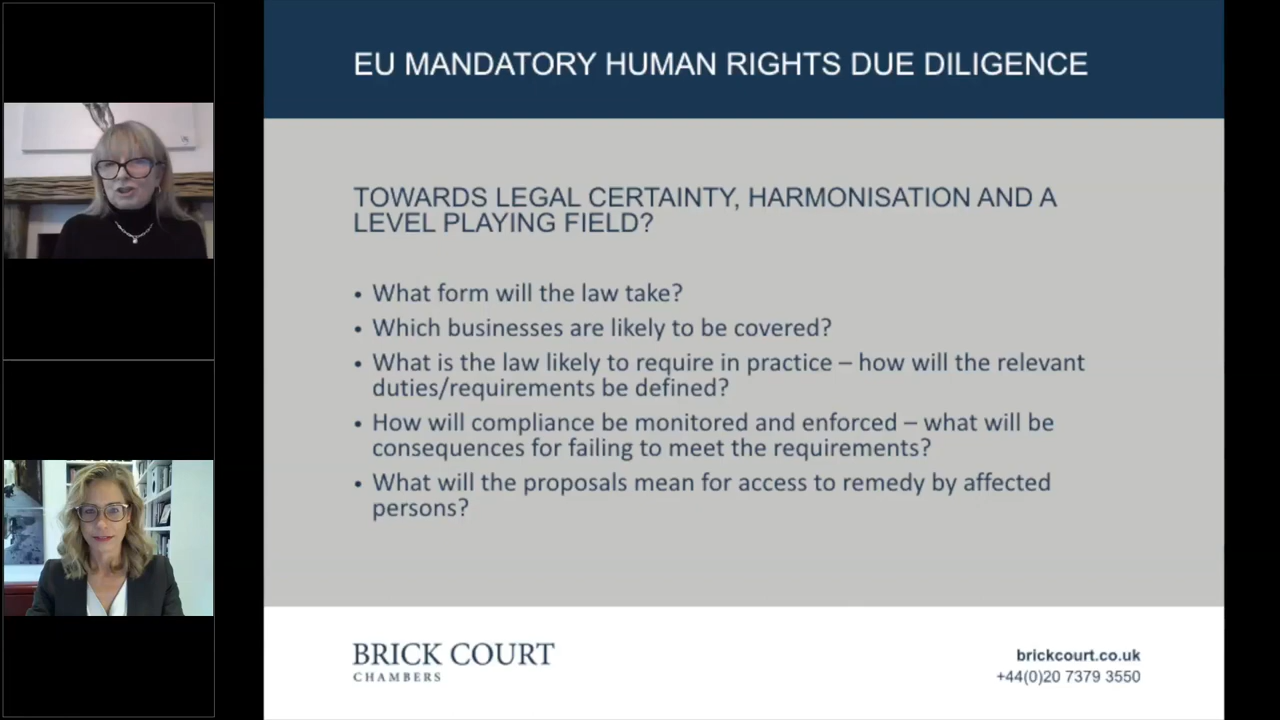 EU MANDATORY HUMAN RIGHTS DUE DILIGENCE
TOWARDS LEGAL CERTAINTY, HARMONISATION AND A
LEVEL PLAYING FIELD?
• What form will the law take?
• Which businesses are likely to be covered?
• What is the law likely to require in practice – how will the relevant
duties/requirements be defined?
• How will compliance be monitored and enforced – what will be
consequences for failing to meet the requirements?
• What will the proposals mean for access to remedy by affected
persons?
BRICK COURT
CHAMBERS
brickcourt.co.uk
+44(0)20 7379 3550